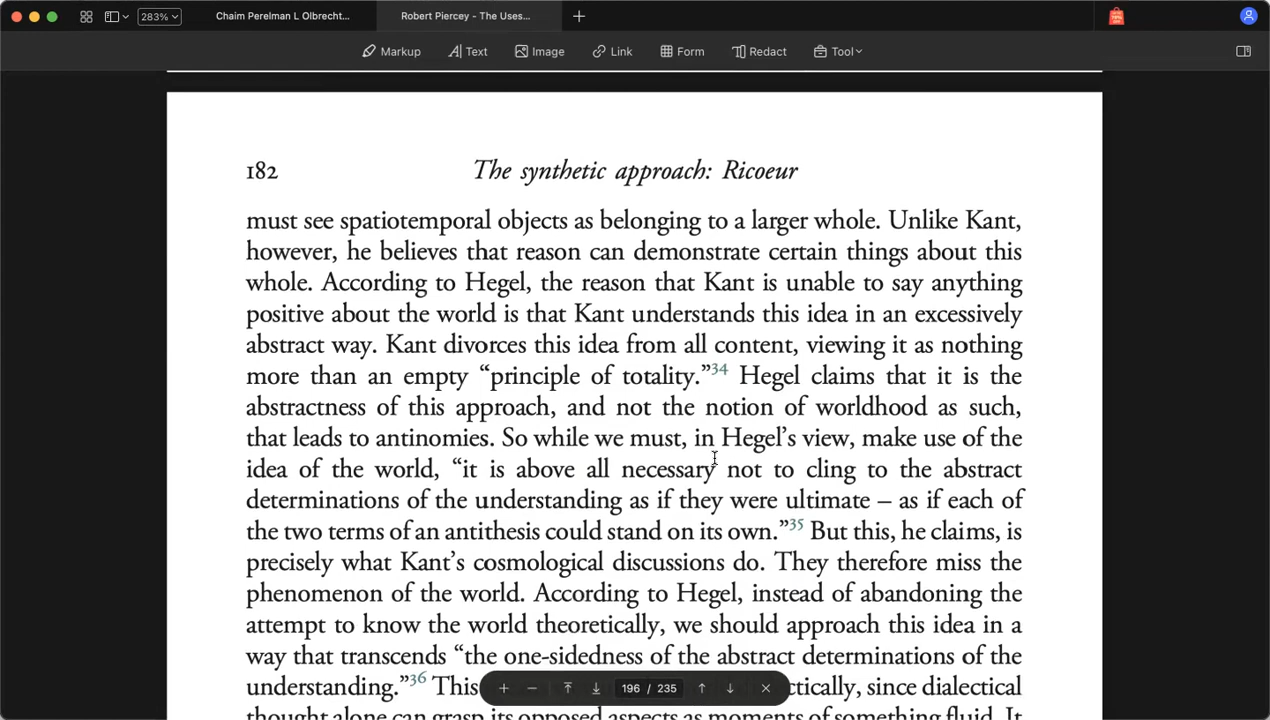 283%
Chaim Perelman L Olbrecht...
Robert Piercey - The Uses...
Markup
Text
Image
Link
Form
Redact
Tool
182
The synthetic approach: Ricoeur
must see spatiotemporal objects as belonging to a larger whole. Unlike Kant,
however, he believes that reason can demonstrate certain things about this
whole. According to Hegel, the reason that Kant is unable to say anything
positive about the world is that Kant understands this idea in an excessively
abstract way. Kant divorces this idea from all content, viewing it as nothing
more than an empty “principle of totality.”34 Hegel claims that it is the
abstractness of this approach, and not the notion of worldhood as such,
that leads to antinomies. So while we must, in Hegel’s view, make use of the
idea of the world, “it is above all necessary not to cling to the abstract
determinations of the understanding as if they were ultimate – as if each of
the two terms of an antithesis could stand on its own.”35 But this, he claims, is
precisely what Kant’s cosmological discussions do. They therefore miss the
phenomenon of the world. According to Hegel, instead of abandoning the
attempt to know the world theoretically, we should approach this idea in a
way that transcends “the one-sidedness of the abstract determinations of the
understanding.”36 This ctically, since dialectical
thought alone can grasp its opposed aspects as moments of something fluid. It
196 / 235